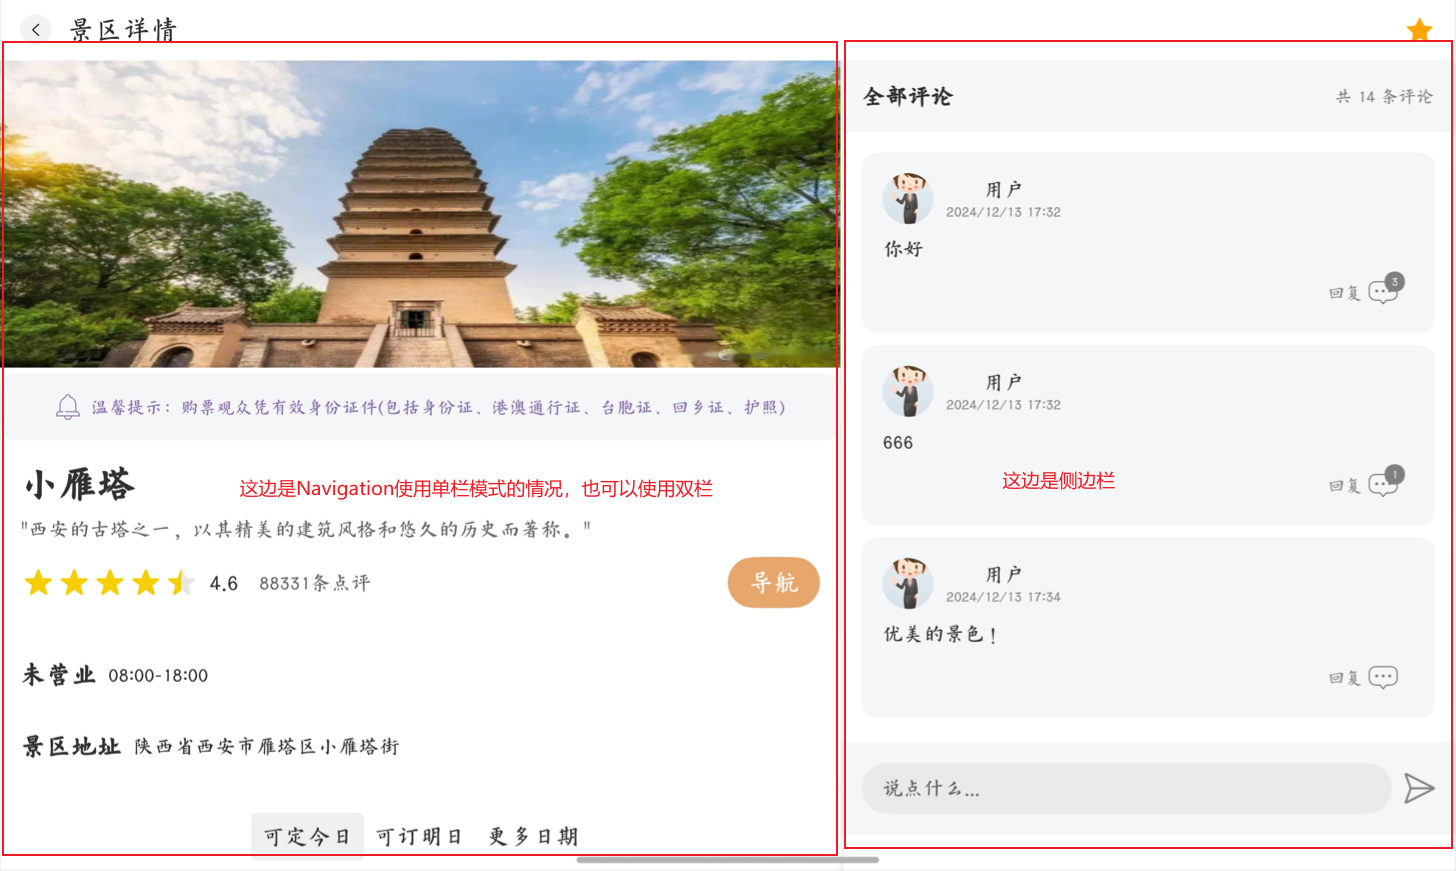 景区详情
温馨提示：购票观众凭有效身份证件(包括身份证、港澳通行证、台胞证、回乡证、护照)
小雁塔
这边是Navigation使用单栏模式的情况，也可以使用双栏
"西安的古塔之一，以其精美的建筑风格和悠久的历史而著称。"
4.6 88331条点评
导航
未营业 08:00-18:00
景区地址 陕西省西安市雁塔区小雁塔街
可定今日 可订明日 更多日期
全部评论
共 14 条评论
用户
2024/12/13 17:32
你好
回复 3
用户
2024/12/13 17:32
666
这边是侧边栏
回复 1
用户
2024/12/13 17:34
优美的景色！
回复
说点什么...